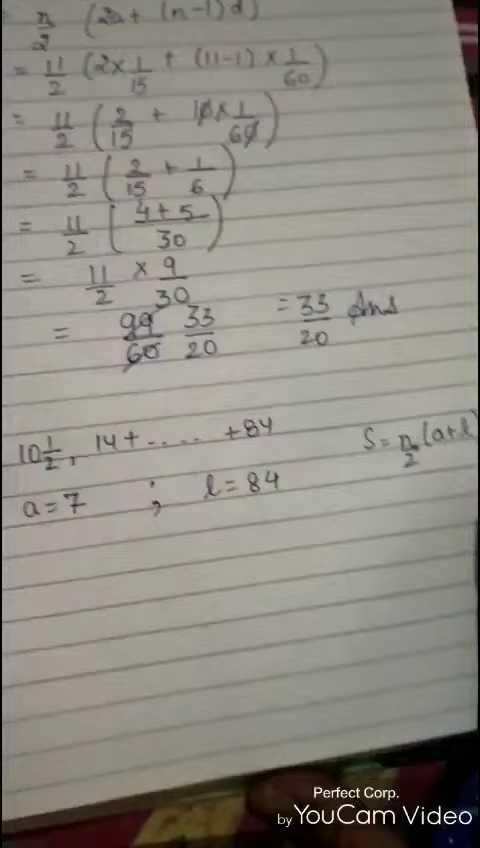 n/2 (2a + (n-1)d)
= 11/2 (2 × 1/15 + (11-1) × 1/60)
= 11/2 (2/15 + 10 × 1/60)
= 11/2 (2/15 + 1/6)
= 11/2 (4+5/30)
= 11/2 × 9/30
= 99/60 33/20 = 33/20 Ans
10 1/2, 14 + ..... + 84 S = n/2 (a+l
a = 7 ; l = 84
Perfect Corp.
by YouCam Video